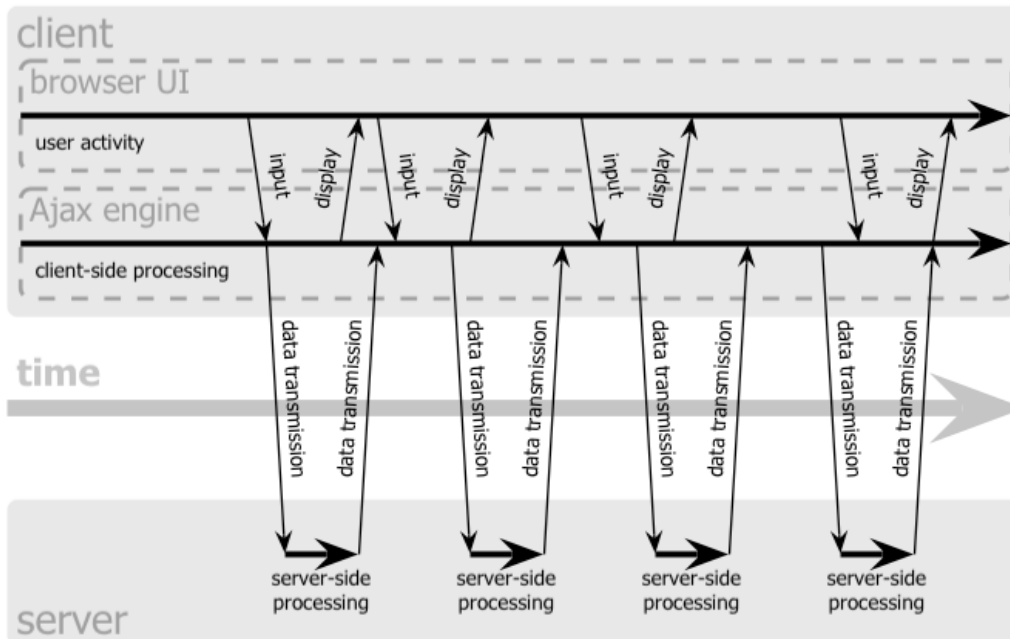 client
browser UI
user activity
input
display
input
display
input
display
input
display
Ajax engine
client-side processing
data transmission
data transmission
data transmission
data transmission
data transmission
data transmission
data transmission
data transmission
time
server-side
processing
server-side
processing
server-side
processing
server-side
processing
server